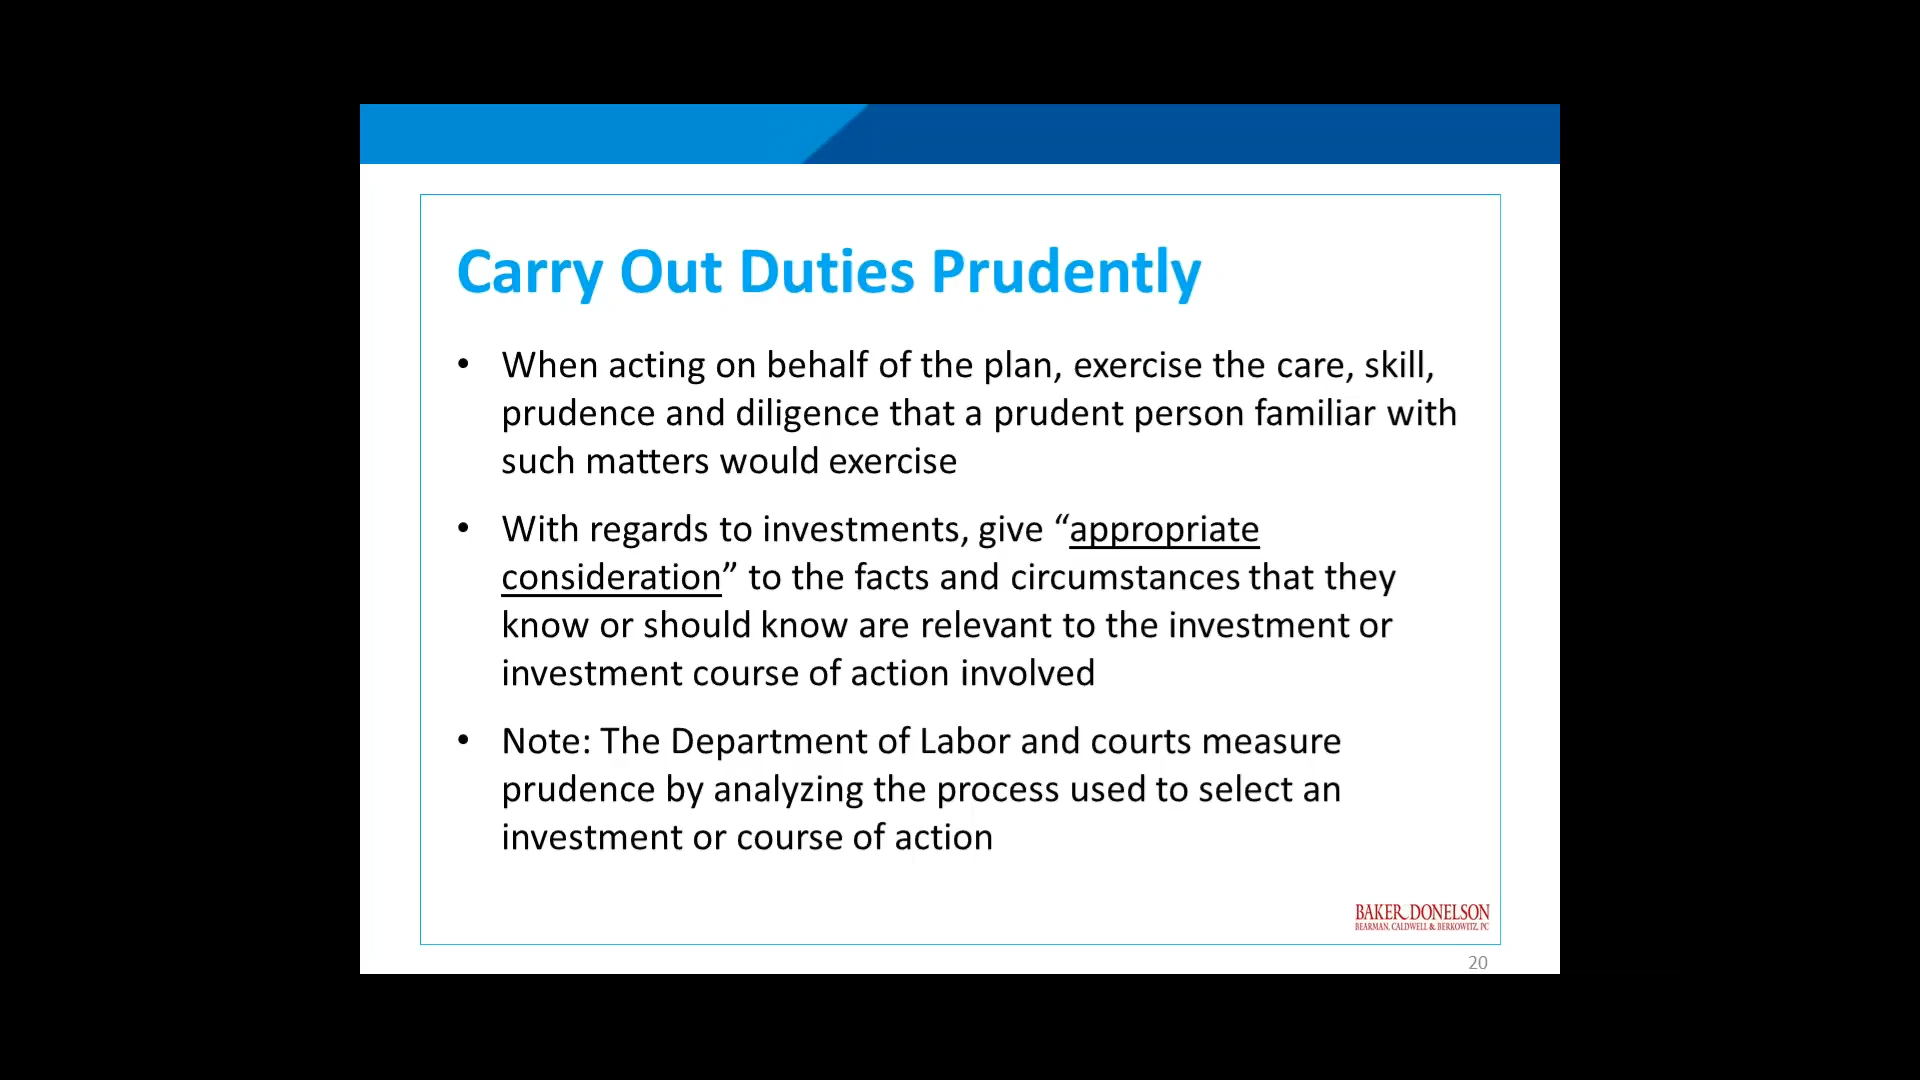 Carry Out Duties Prudently
• When acting on behalf of the plan, exercise the care, skill,
prudence and diligence that a prudent person familiar with
such matters would exercise
• With regards to investments, give “appropriate
consideration” to the facts and circumstances that they
know or should know are relevant to the investment or
investment course of action involved
• Note: The Department of Labor and courts measure
prudence by analyzing the process used to select an
investment or course of action
BAKER DONELSON
BEARMAN, CALDWELL & BERKOWITZ, PC
20